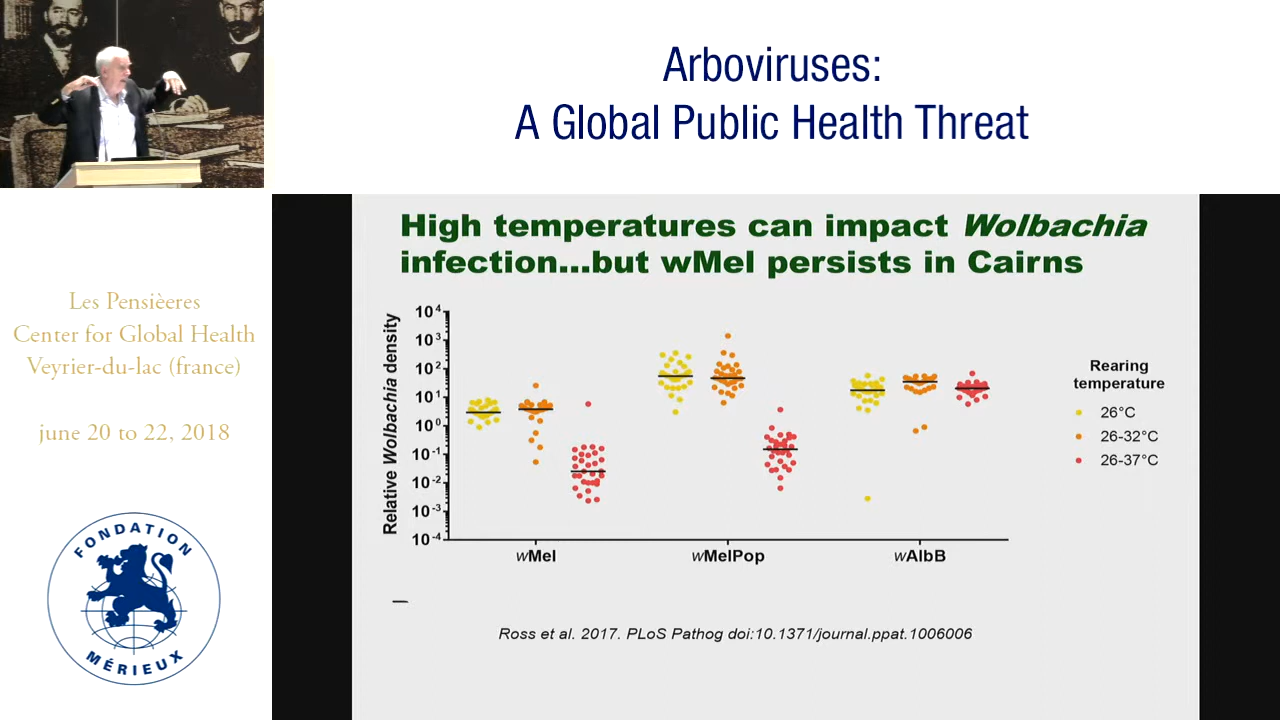 Arboviruses:
A Global Public Health Threat
Les Pensièeres
Center for Global Health
Veyrier-du-lac (france)
june 20 to 22, 2018
FONDATION
MÉRIEUX
High temperatures can impact Wolbachia
infection...but wMel persists in Cairns
Relative Wolbachia density
10⁴
10³
10²
10¹
10⁰
10⁻¹
10⁻²
10⁻³
10⁻⁴
wMel
wMelPop
wAlbB
Rearing
temperature
26°C
26-32°C
26-37°C
Ross et al. 2017. PLoS Pathog doi:10.1371/journal.ppat.1006006